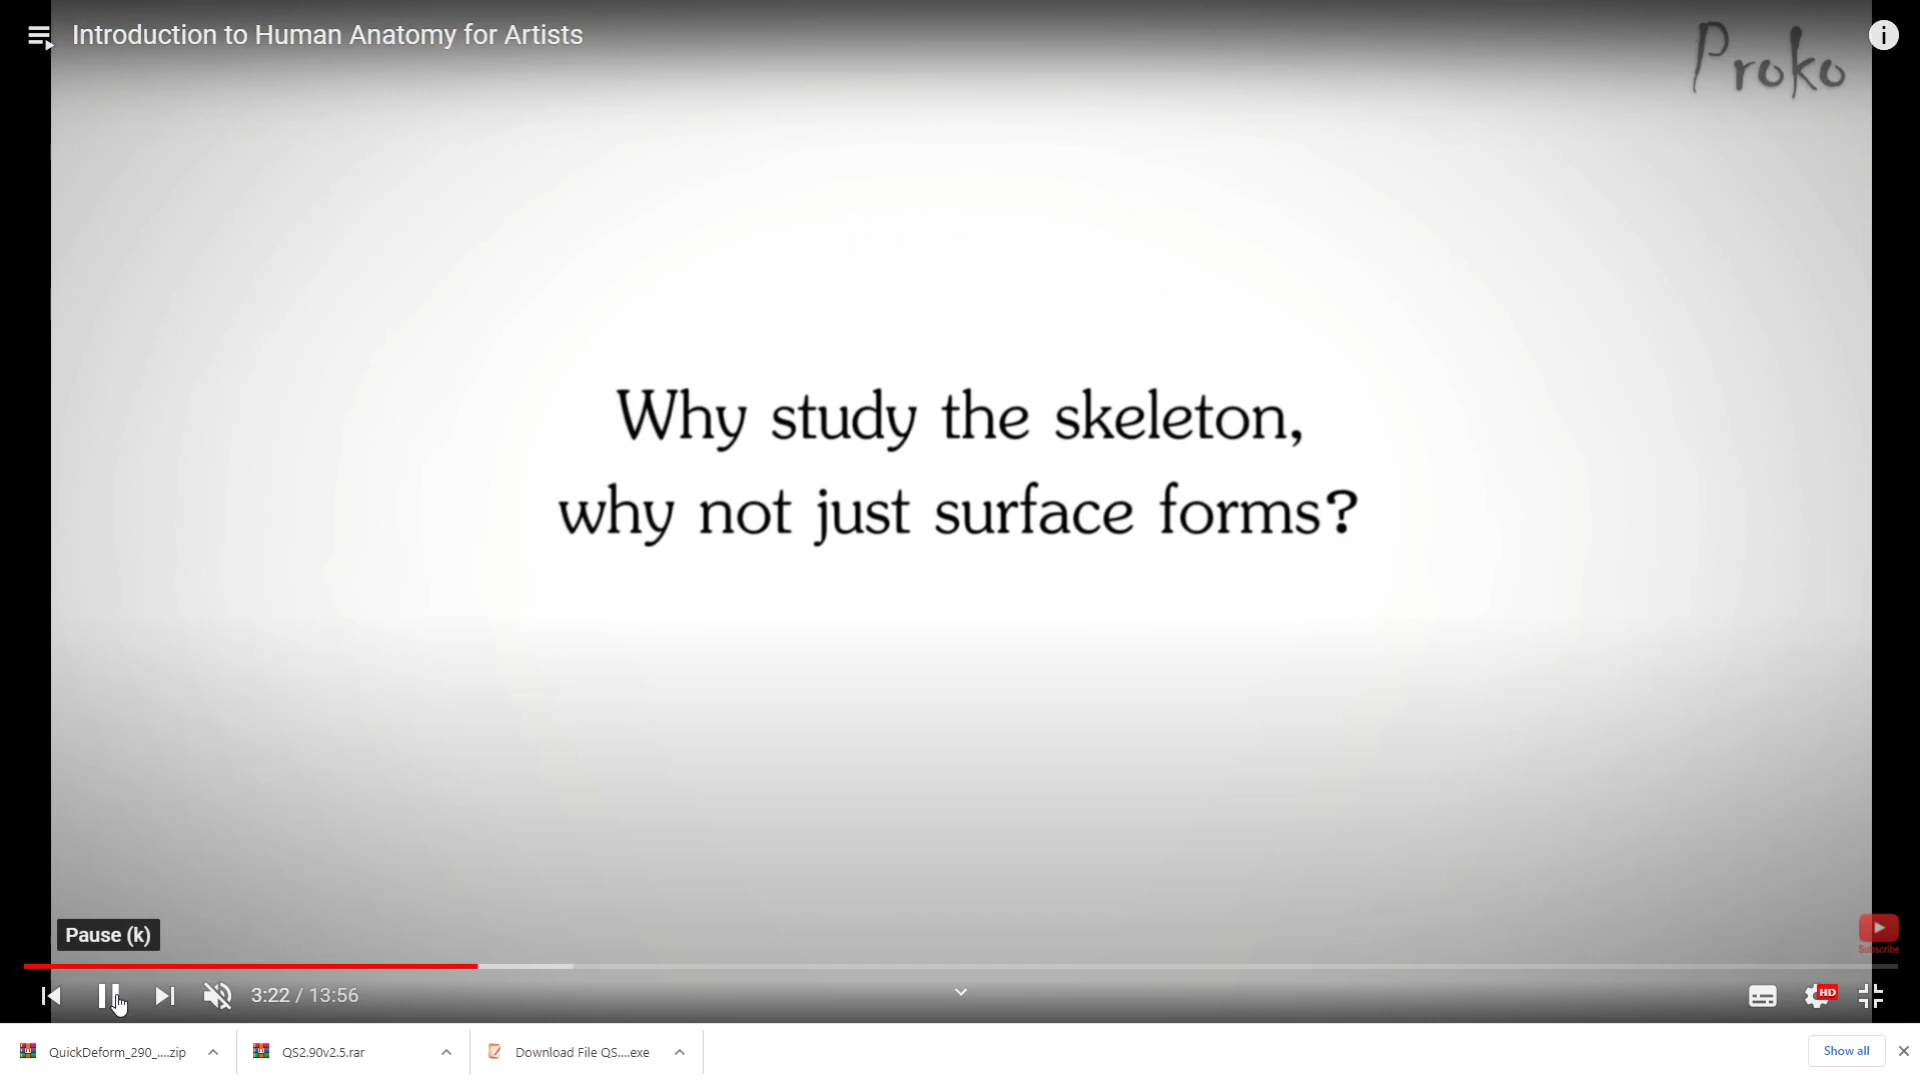 Introduction to Human Anatomy for Artists
Proko
i
Why study the skeleton,
why not just surface forms?
Pause (k)
Subscribe
3:22 / 13:56
HD
QuickDeform_290_....zip
QS2.90v2.5.rar
Download File QS....exe
Show all